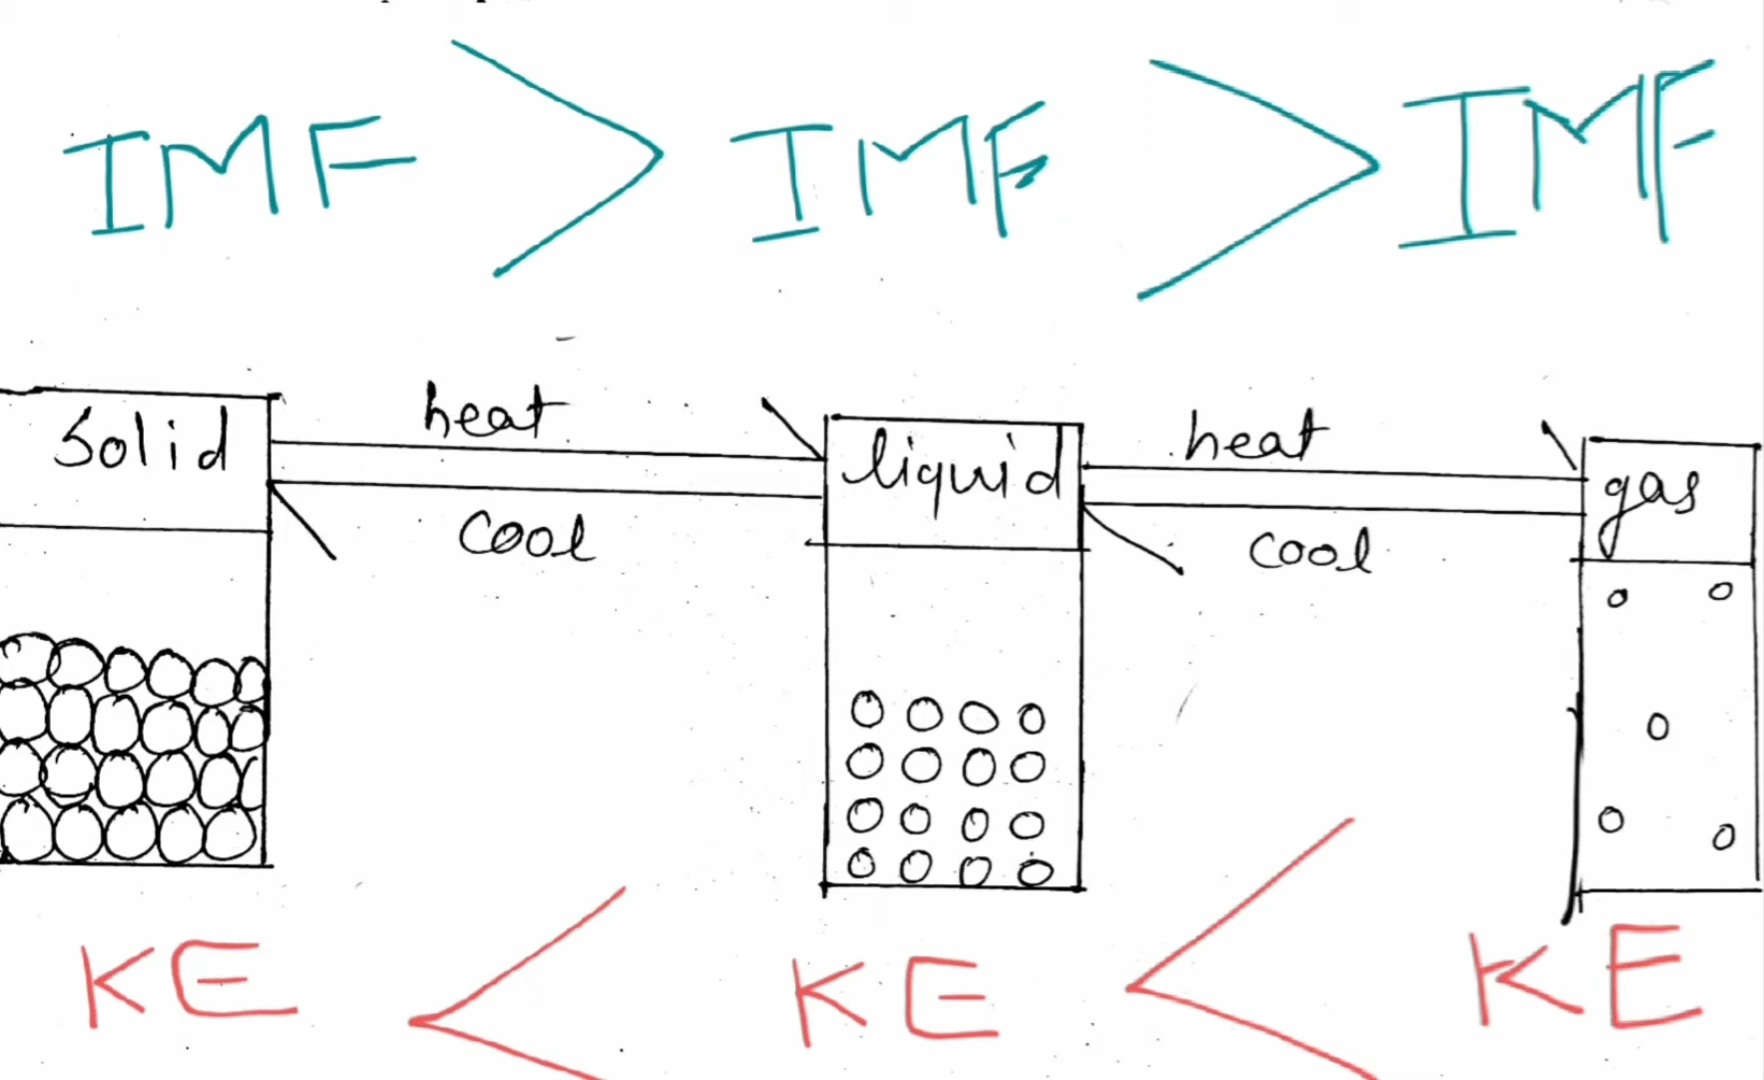 IMF > IMF > IMF
Solid heat liquid heat gas
cool cool
KE < KE < KE